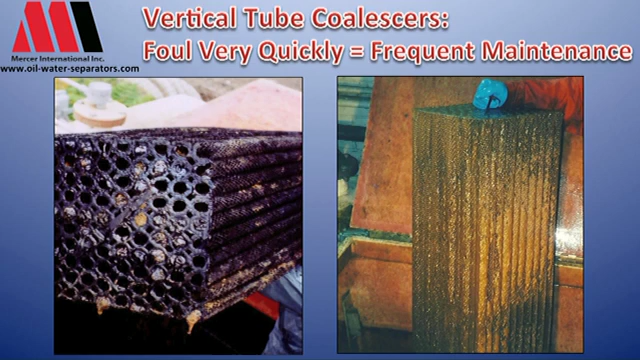 Vertical Tube Coalescers:
Foul Very Quickly = Frequent Maintenance
Mercer International Inc.
www.oil-water-separators.com